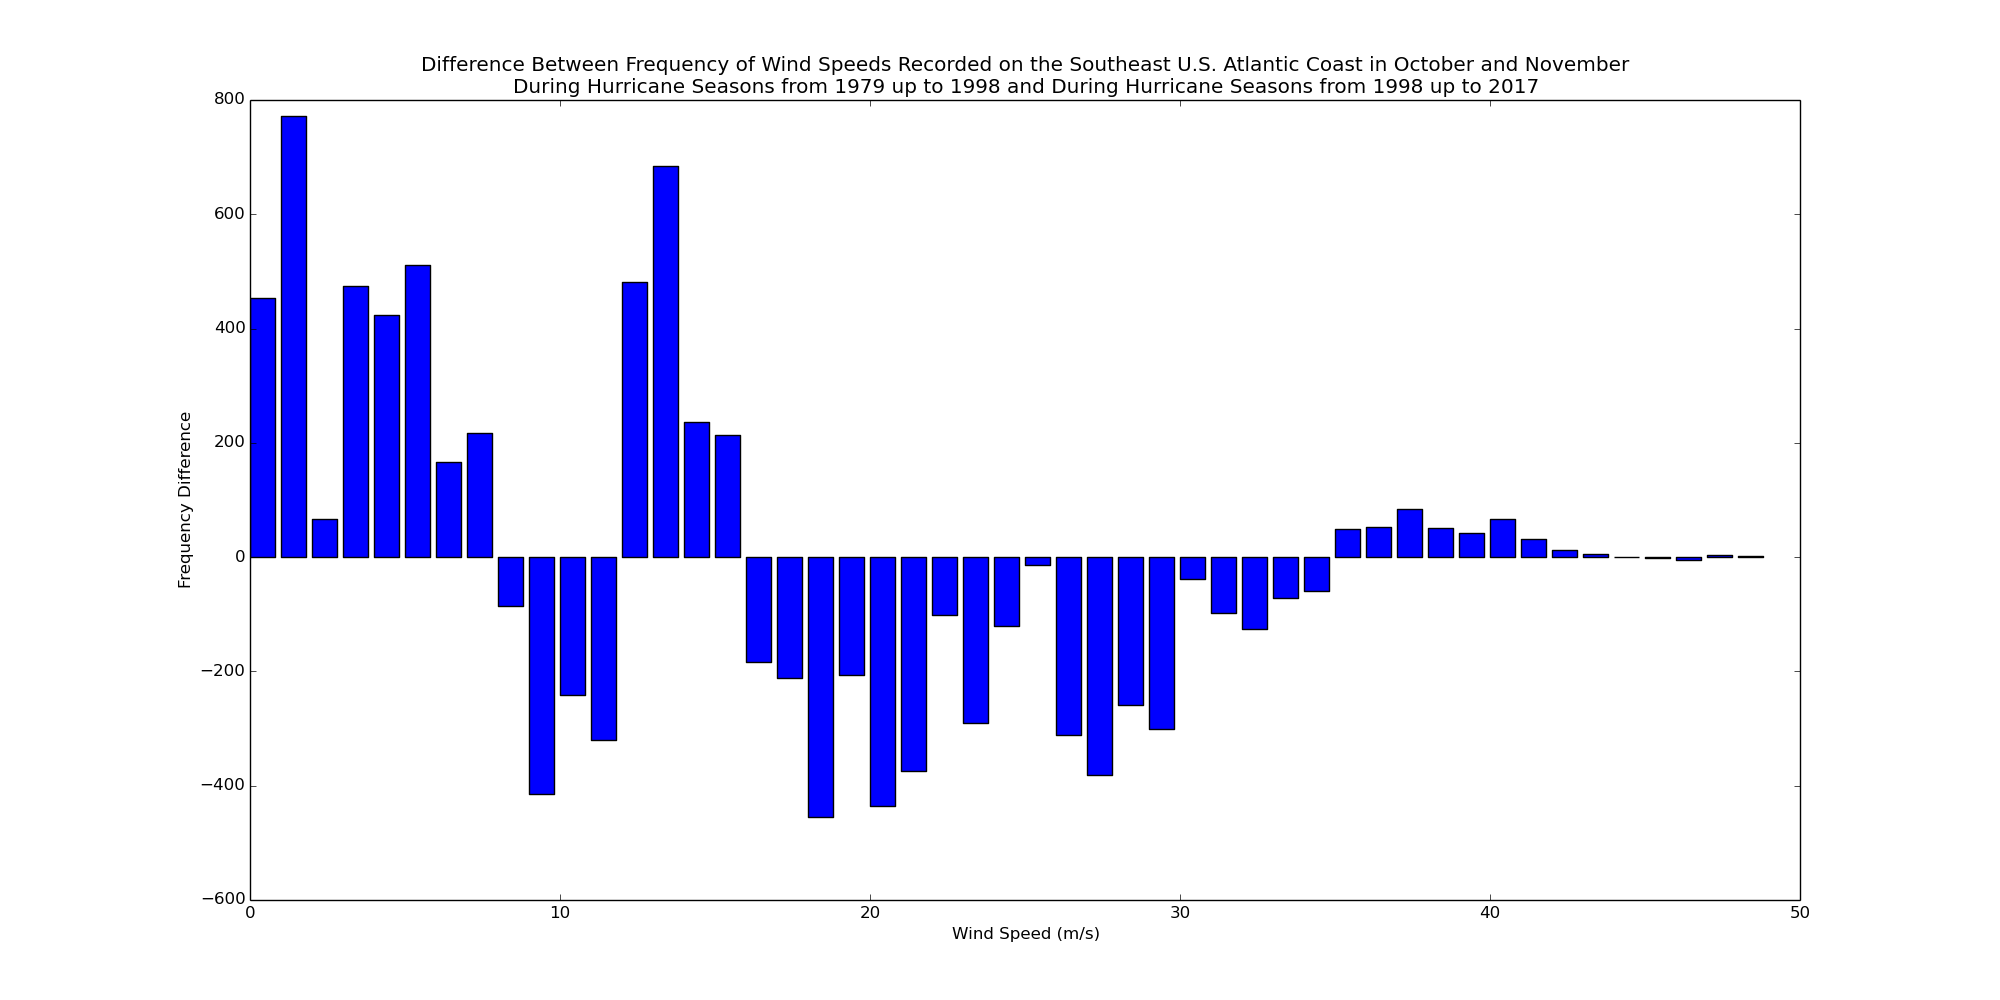 Difference Between Frequency of Wind Speeds Recorded on the Southeast U.S. Atlantic Coast in October and November
During Hurricane Seasons from 1979 up to 1998 and During Hurricane Seasons from 1998 up to 2017
800
600
400
200
0
−200
−400
−600
Frequency Difference
0 10 20 30 40 50
Wind Speed (m/s)